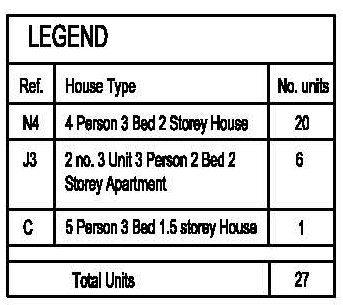 LEGEND
Ref. House Type No. units
N4 4 Person 3 Bed 2 Storey House 20
J3 2 no. 3 Unit 3 Person 2 Bed 2 6
Storey Apartment
C 5 Person 3 Bed 1.5 storey House 1
Total Units 27